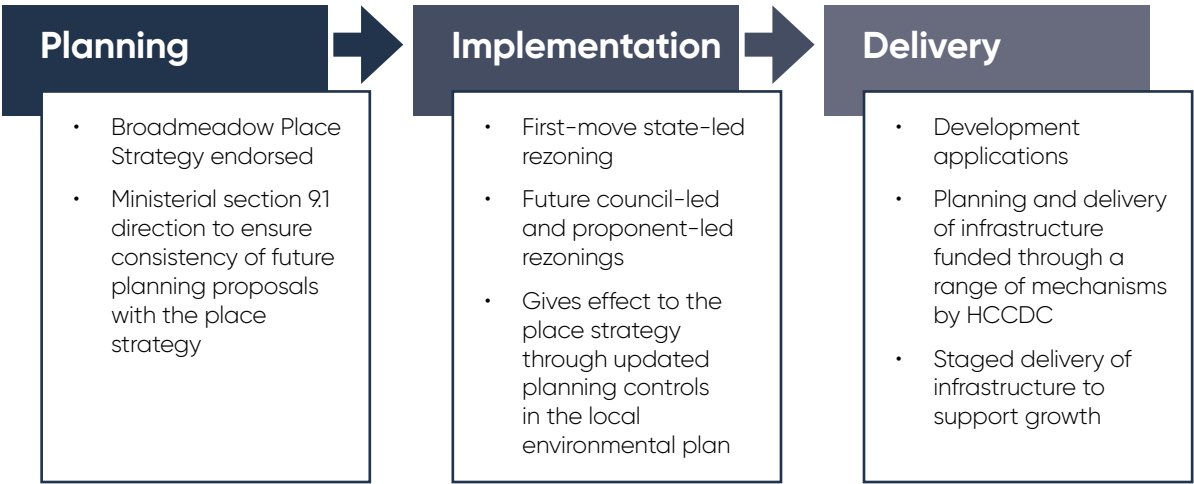 Planning
• Broadmeadow Place
Strategy endorsed
• Ministerial section 9.1
direction to ensure
consistency of future
planning proposals
with the place
strategy
Implementation
• First-move state-led
rezoning
• Future council-led
and proponent-led
rezonings
• Gives effect to the
place strategy
through updated
planning controls
in the local
environmental plan
Delivery
• Development
applications
• Planning and delivery
of infrastructure
funded through a
range of mechanisms
by HCCDC
• Staged delivery of
infrastructure to
support growth